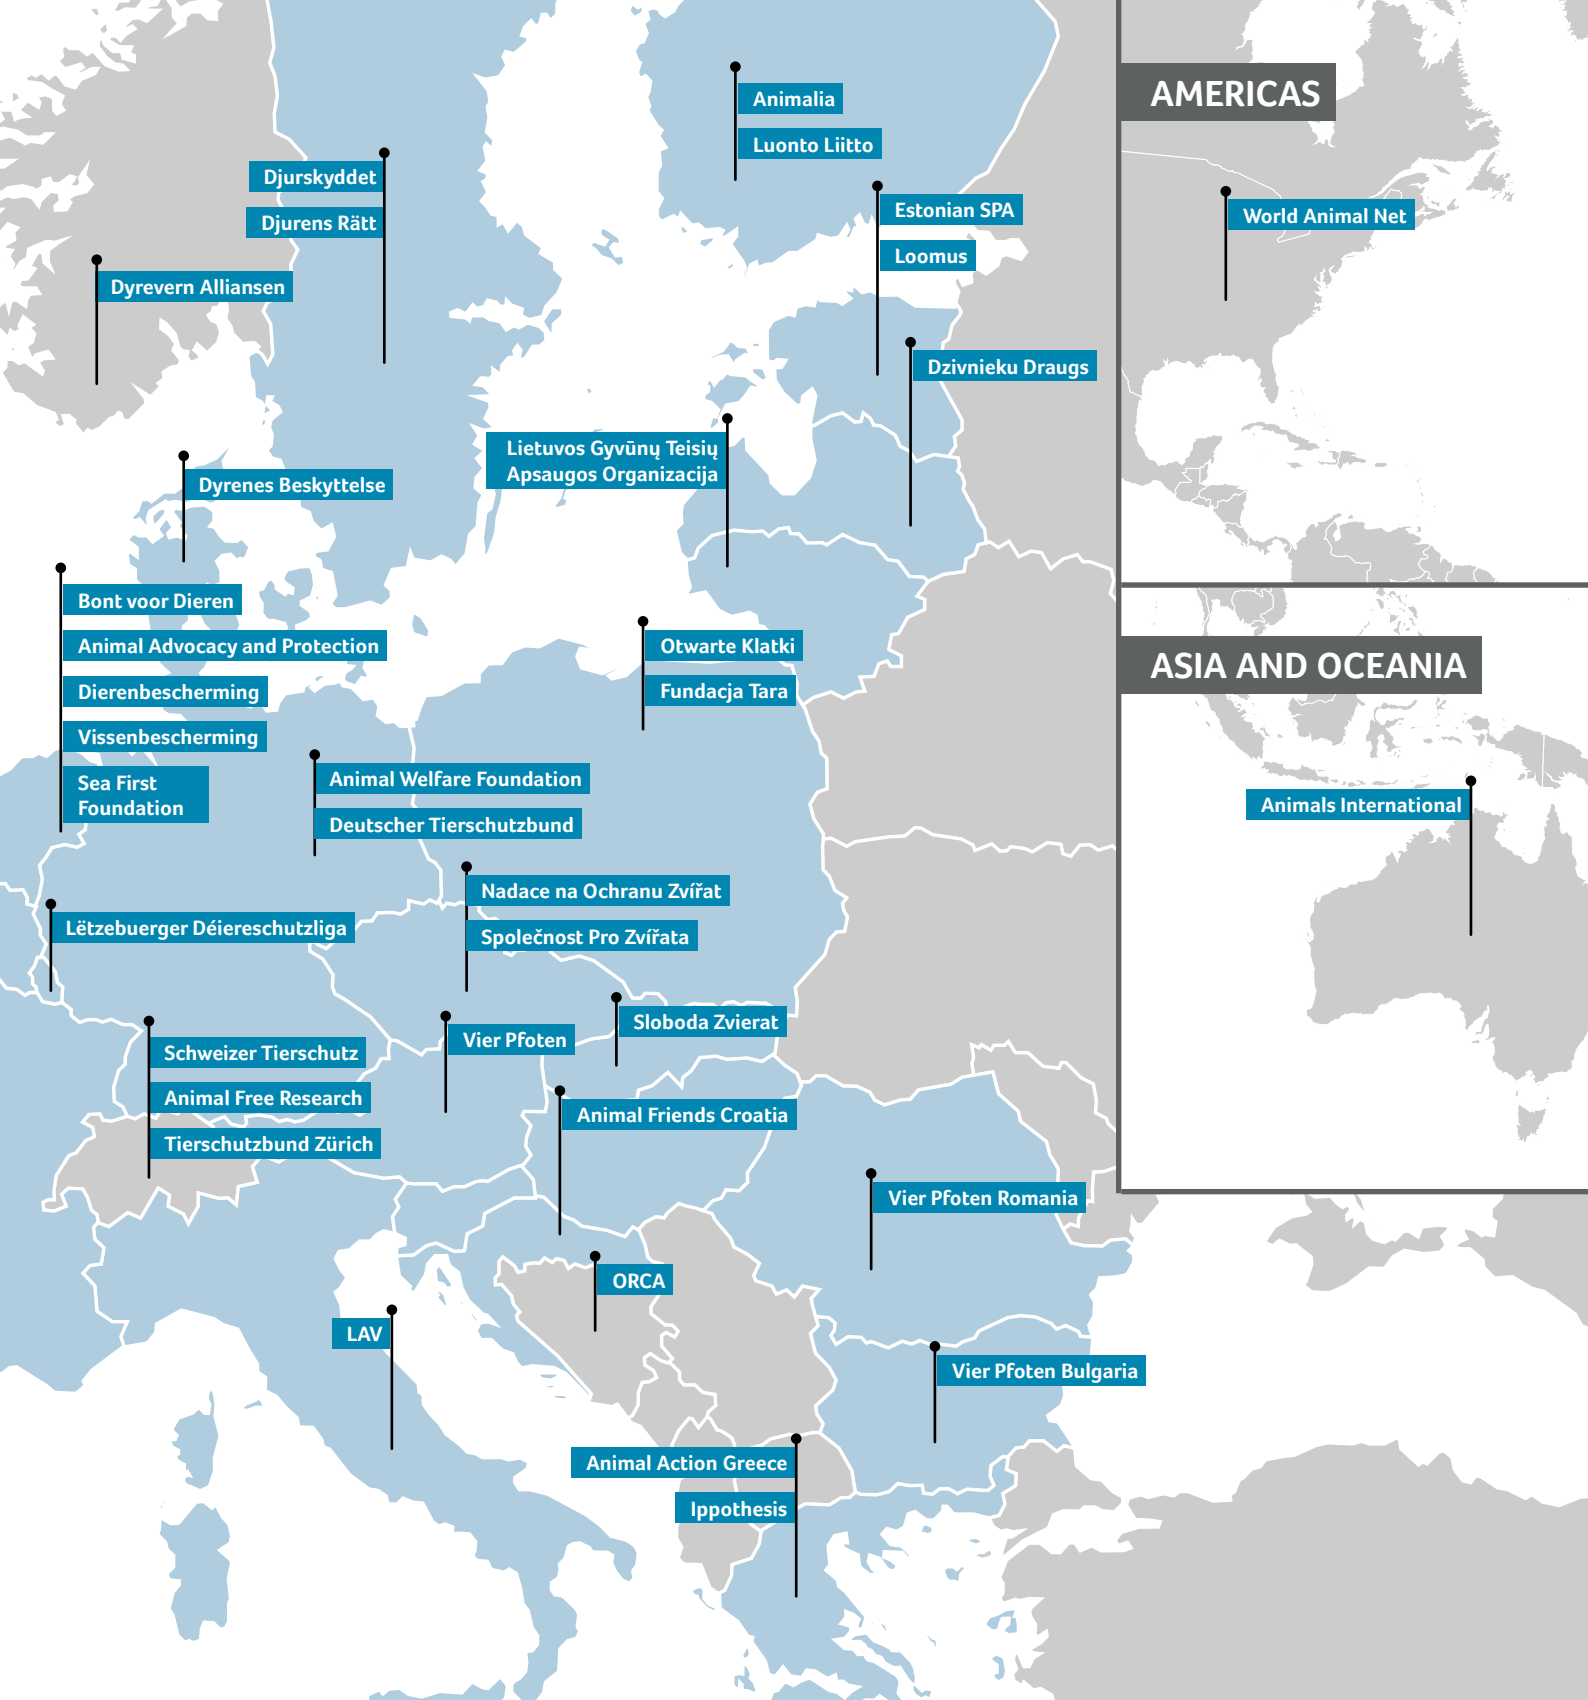 Animalia
Luonto Liitto
Djurskyddet
Djurens Rätt
Estonian SPA
Loomus
Dyrevern Alliansen
Dzivnieku Draugs
Lietuvos Gyvūnų Teisių
Apsaugos Organizacija
Dyrenes Beskyttelse
Bont voor Dieren
Animal Advocacy and Protection
Dierenbescherming
Vissenbescherming
Sea First
Foundation
Otwarte Klatki
Fundacja Tara
Animal Welfare Foundation
Deutscher Tierschutzbund
Nadace na Ochranu Zvířat
Společnost Pro Zvířata
Lëtzebuerger Déiereschutzliga
Sloboda Zvierat
Vier Pfoten
Schweizer Tierschutz
Animal Free Research
Tierschutzbund Zürich
Animal Friends Croatia
Vier Pfoten Romania
ORCA
LAV
Vier Pfoten Bulgaria
Animal Action Greece
Ippothesis
AMERICAS
World Animal Net
ASIA AND OCEANIA
Animals International